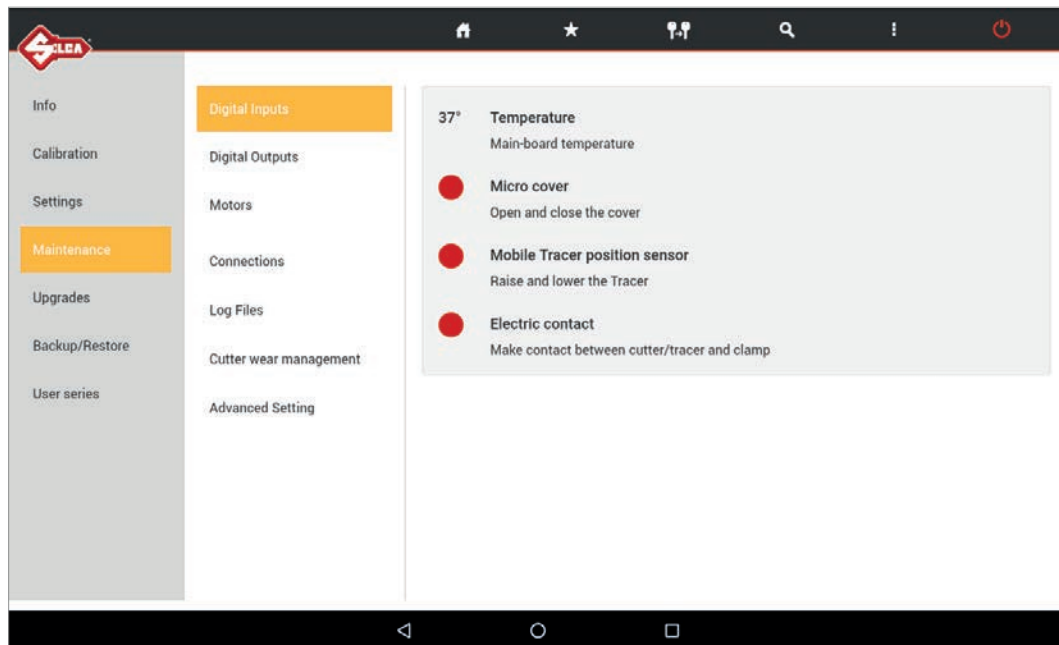 SILCA
Info
Calibration
Settings
Maintenance
Upgrades
Backup/Restore
User series
Digital Inputs
Digital Outputs
Motors
Connections
Log Files
Cutter wear management
Advanced Setting
37° Temperature
Main-board temperature
Micro cover
Open and close the cover
Mobile Tracer position sensor
Raise and lower the Tracer
Electric contact
Make contact between cutter/tracer and clamp